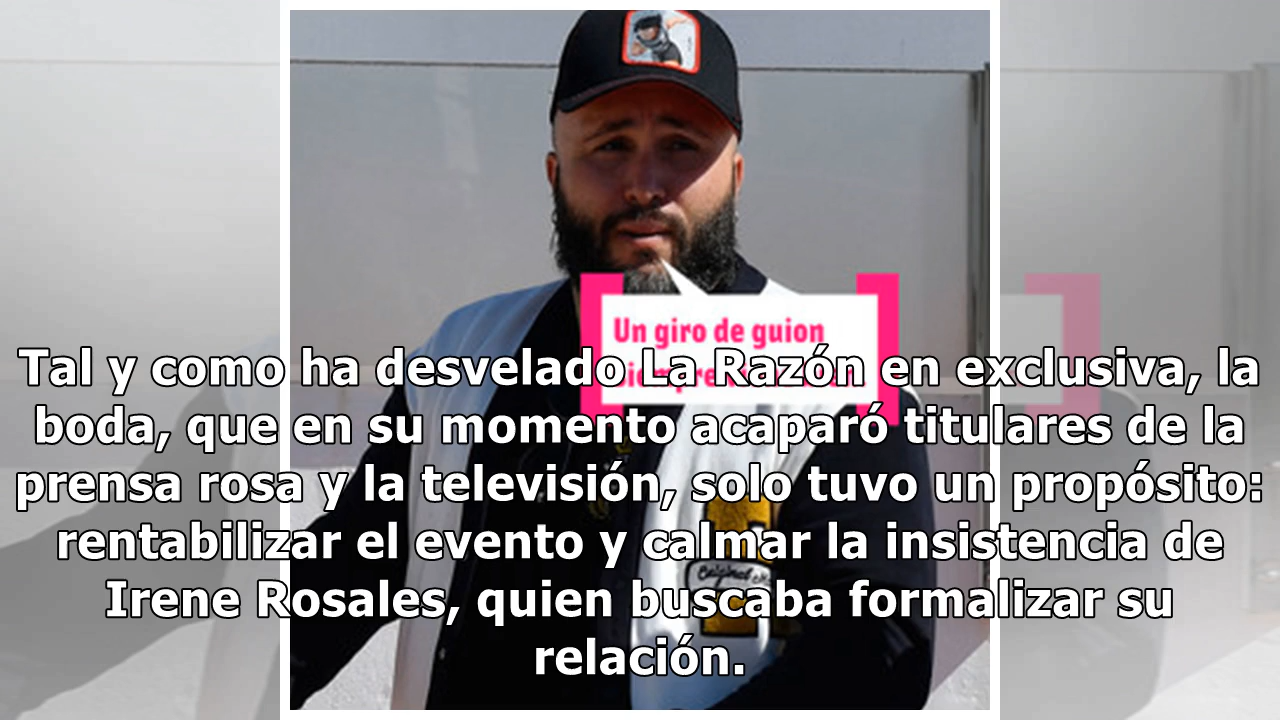 Un giro de guion
Tal y como ha desvelado La Razón en exclusiva, la
boda, que en su momento acaparó titulares de la
prensa rosa y la televisión, solo tuvo un propósito:
rentabilizar el evento y calmar la insistencia de
Irene Rosales, quien buscaba formalizar su
relación.
Original